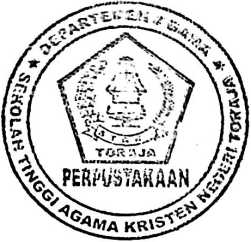 DEPARTEMEN AGAMA
SEKOLAH TINGGI AGAMA KRISTEN NEGERI TORAJA
TORAJA
PERPUSTAKAAN